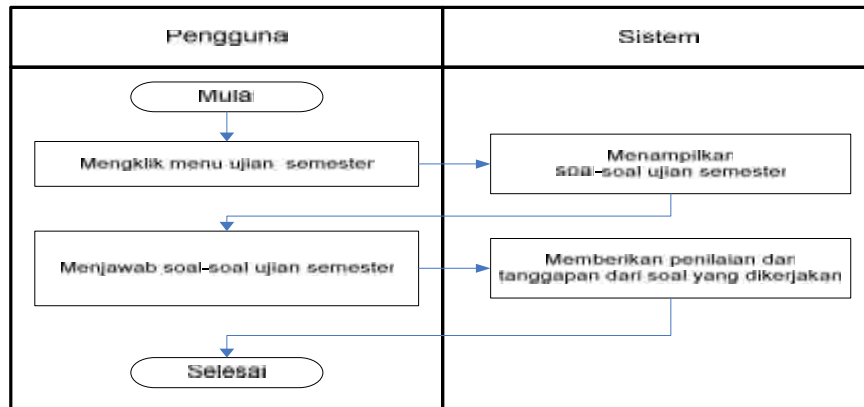 Pengguna
Sistem
Mulai
Mengklik menu ujian semester
Menampilkan
soal-soal ujian semester
Menjawab soal-soal ujian semester
Memberikan penilaian dan
tanggapan dari soal yang dikerjakan
Selesai